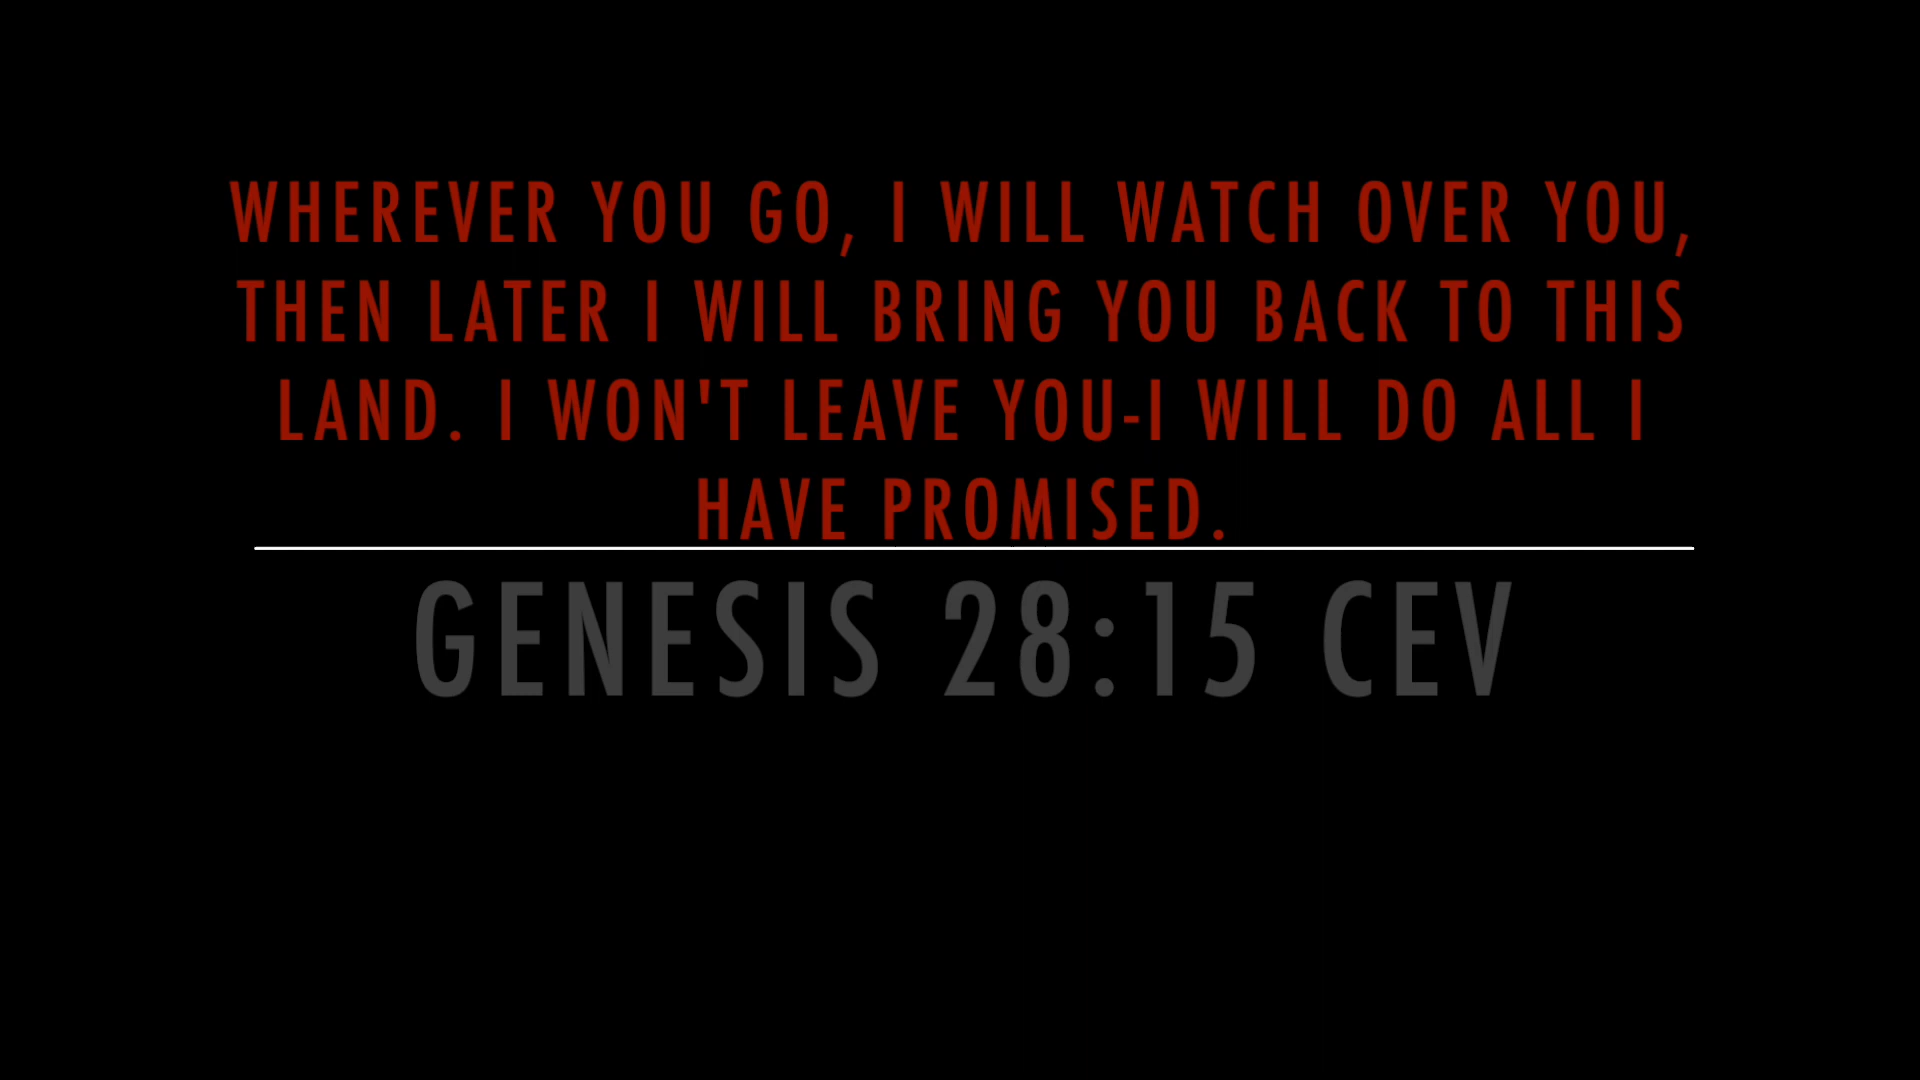 WHEREVER YOU GO, I WILL WATCH OVER YOU,
THEN LATER I WILL BRING YOU BACK TO THIS
LAND. I WON'T LEAVE YOU-I WILL DO ALL I
HAVE PROMISED.
GENESIS 28:15 CEV